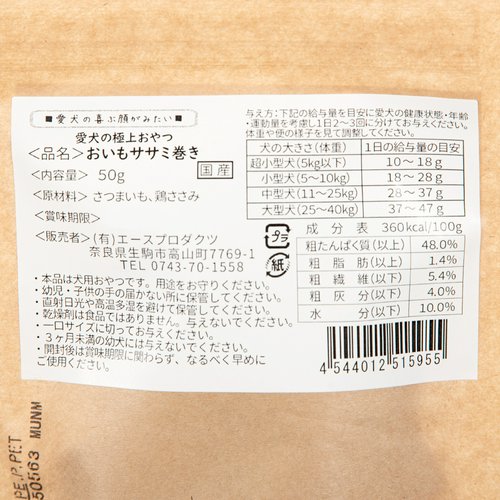 ■愛犬の喜ぶ顔がみたい■
愛犬の極上おやつ
<品名>おいもササミ巻き
<内容量> 50g
国産
<原材料> さつまいも、鶏ささみ
<賞味期限>
<販売者> (有)エースプロダクツ
奈良県生駒市高山町7769-1
TEL 0743-70-1558
・本品は犬用おやつです。用途をお守りください。
・幼児・子供の手の届かない所に保管してください。
・直射日光や高温多湿を避けて保管してください。
・乾燥剤は食品ではありません。与えないでください。
・一口サイズに切ってお与えください。
・3ヶ月未満の幼犬には与えないでください。
・開封後は賞味期限に関わらず、なるべく早めに
ご使用ください。
与え方:下記の給与量を目安に愛犬の健康状態・年齢
・運動量を考慮し1日2~3回に分けてお与えください。
体重や便の様子を見て調整してください。
犬の大きさ(体重) 1日の給与量の目安
超小型犬(5kg以下) 10~18g
小型犬(5~10kg) 18~28g
中型犬(11~25kg) 28~37g
大型犬(25~40kg) 37~47g
成分表 360kcal/100g
粗たんぱく質(以上) 48.0%
粗脂肪(以上) 1.4%
粗繊維(以下) 5.4%
粗灰分(以下) 4.0%
水分(以下) 10.0%
プラ
紙
4544012515955
PE.P.PET
50563 MUNM